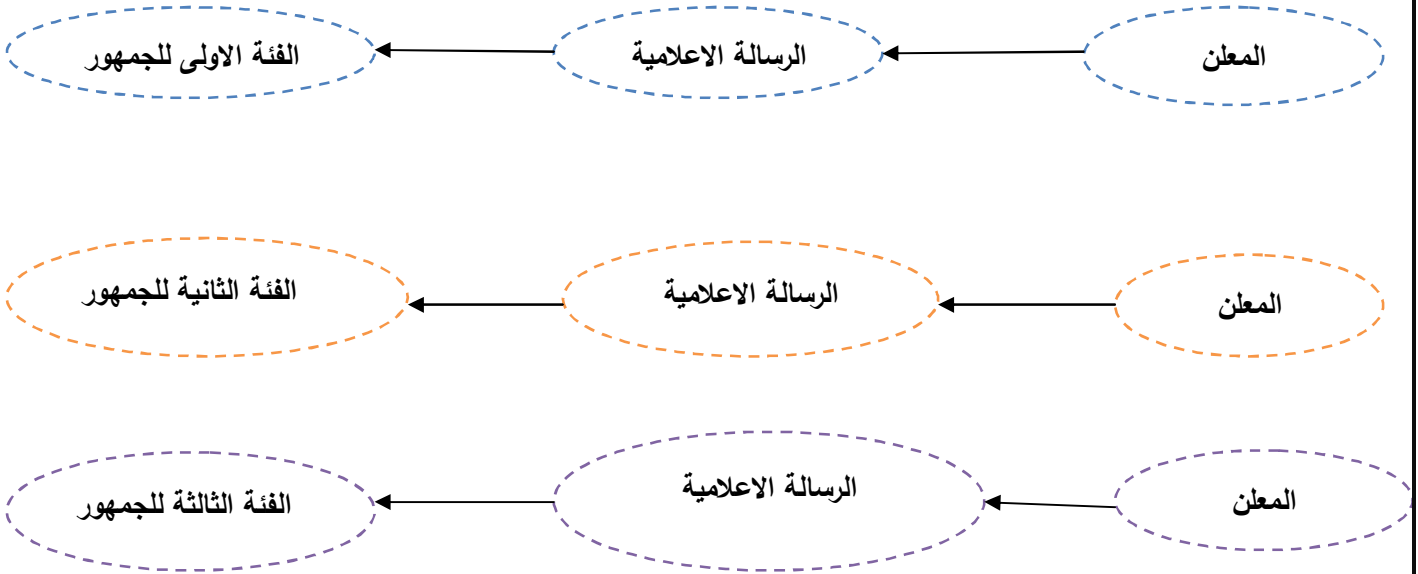 المعلن
الرسالة الاعلامية
الفئة الاولى للجمهور
المعلن
الرسالة الاعلامية
الفئة الثانية للجمهور
المعلن
الرسالة الاعلامية
الفئة الثالثة للجمهور